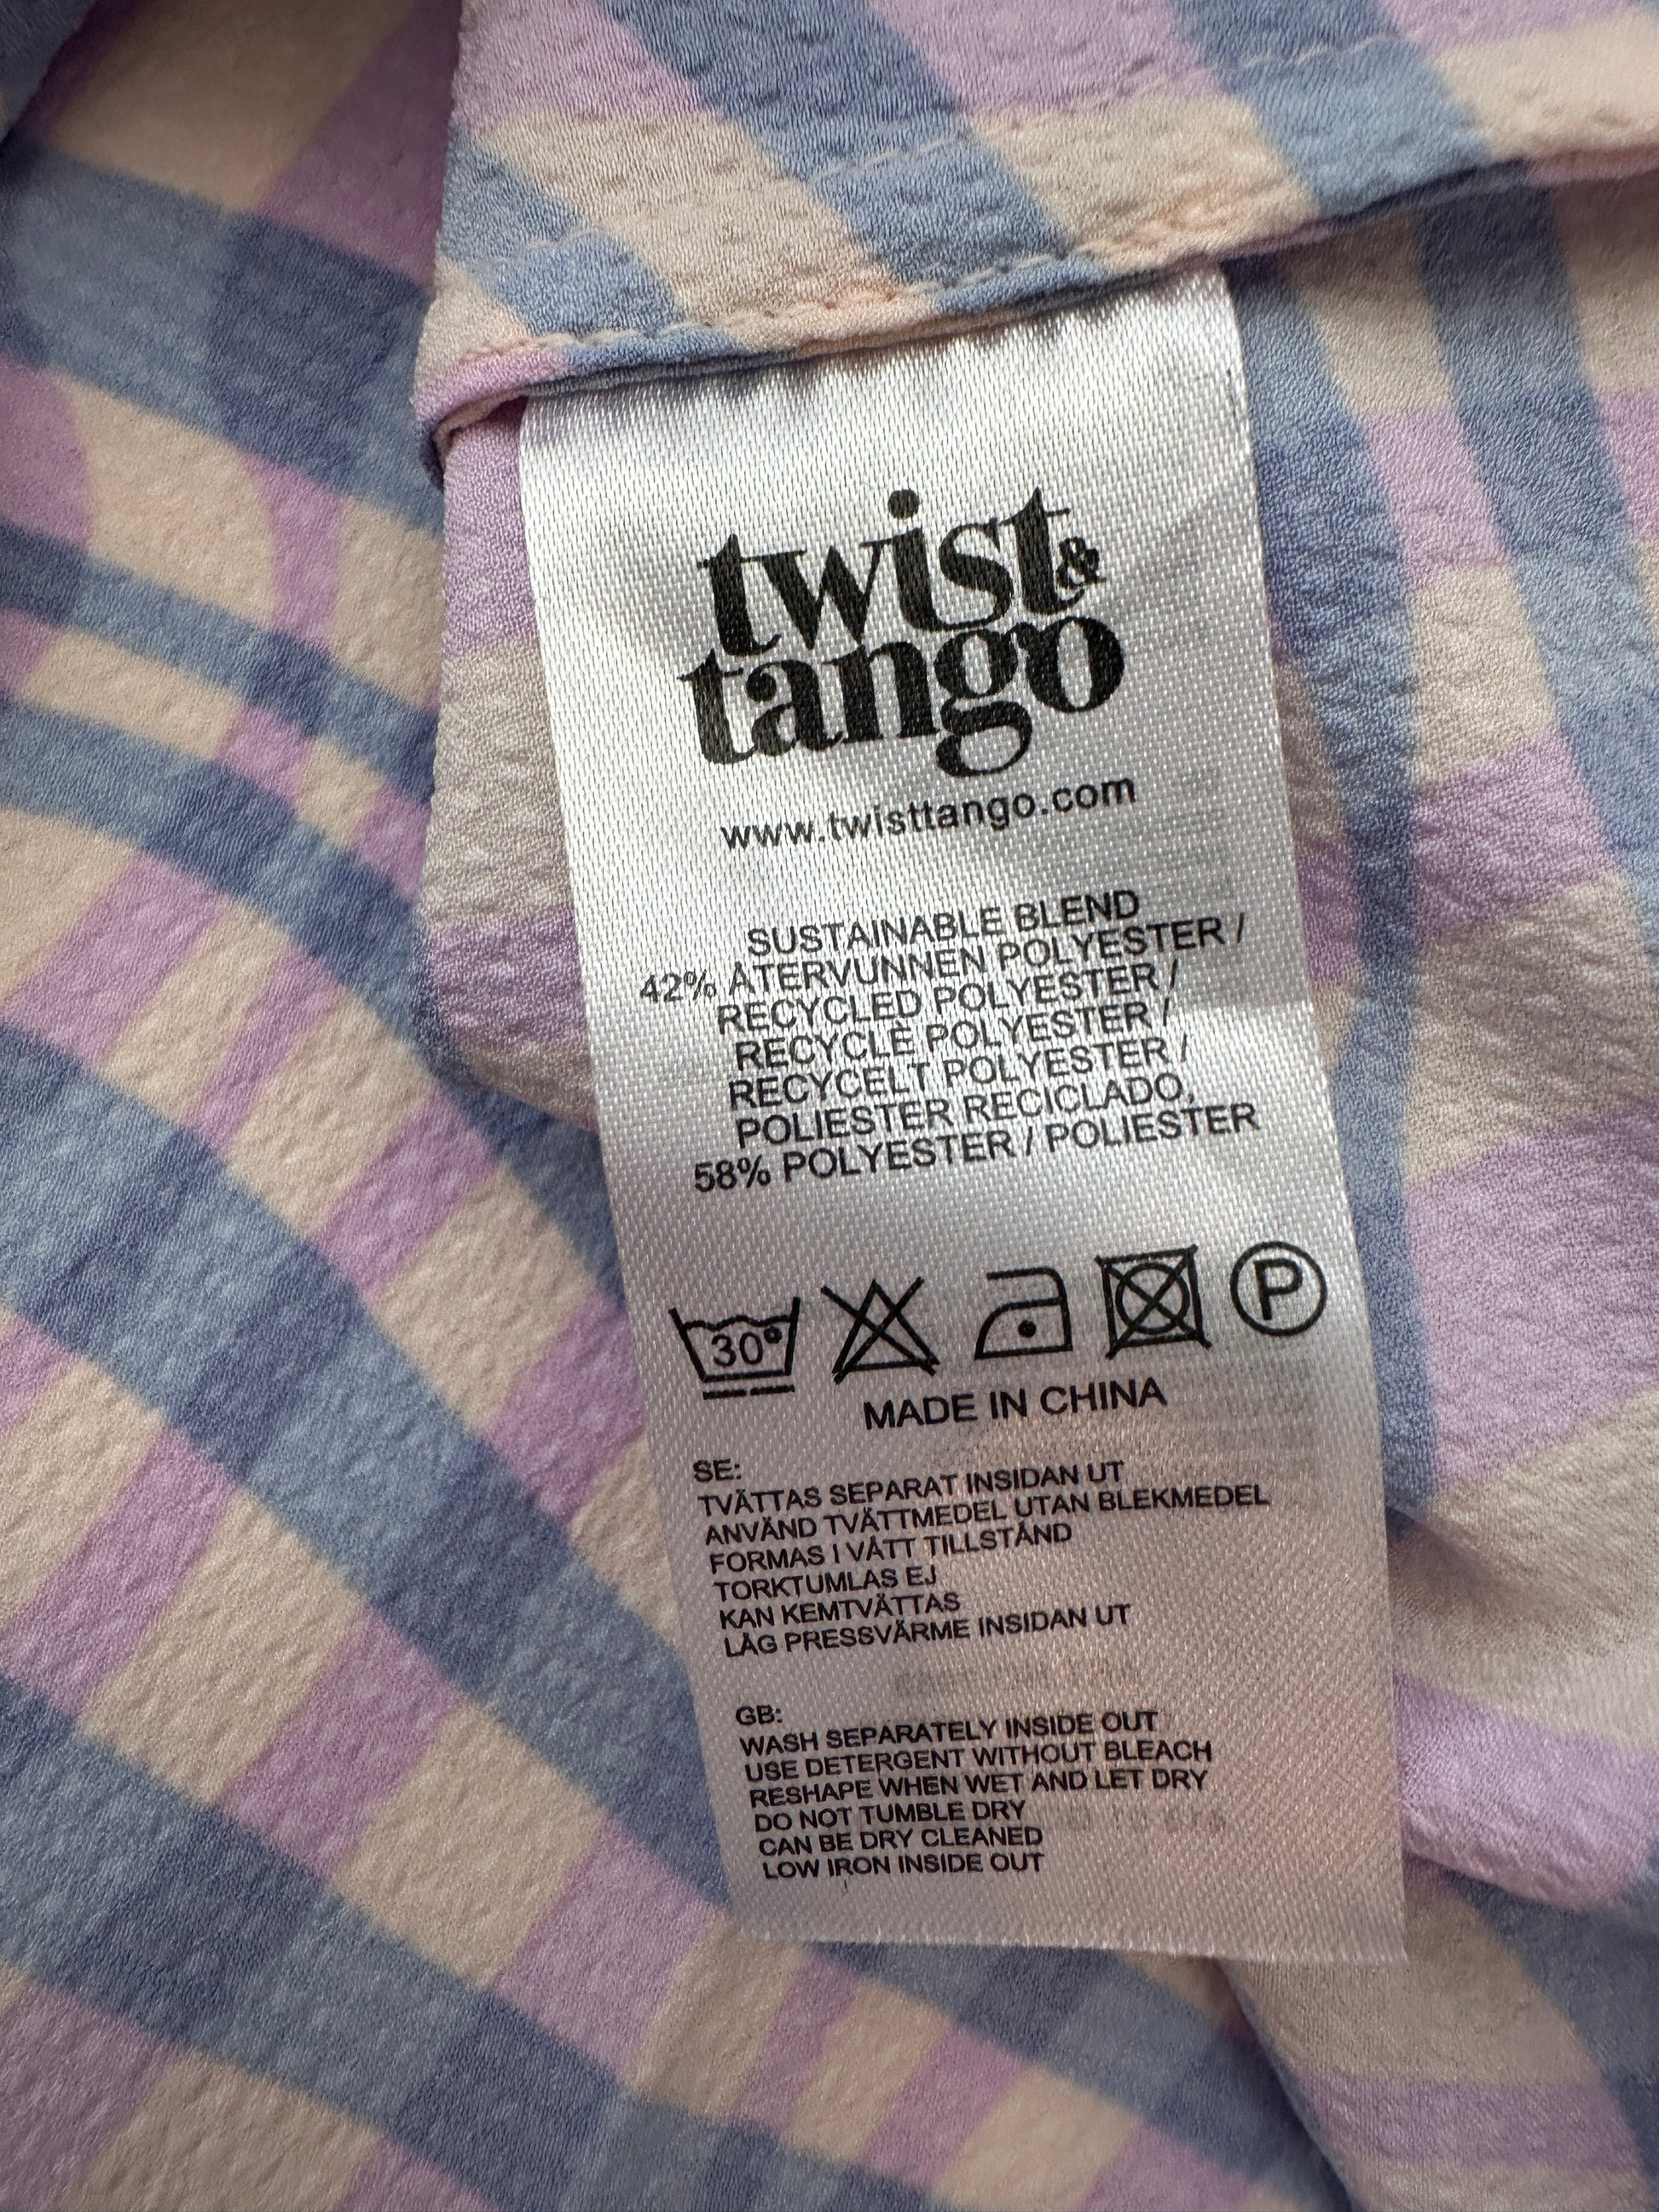 twist &
tango
www.twisttango.com
SUSTAINABLE BLEND
42% ÅTERVUNNEN POLYESTER /
RECYCLED POLYESTER /
RECYCLÉ POLYESTER /
RECYCELT POLYESTER /
POLIESTER RECICLADO,
58% POLYESTER / POLIESTER
30° P
MADE IN CHINA
SE:
TVÄTTAS SEPARAT INSIDAN UT
ANVÄND TVÄTTMEDEL UTAN BLEKMEDEL
FORMAS I VÅTT TILLSTÅND
TORKTUMLAS EJ
KAN KEMTVÄTTAS
LÅG PRESSVÄRME INSIDAN UT
GB:
WASH SEPARATELY INSIDE OUT
USE DETERGENT WITHOUT BLEACH
RESHAPE WHEN WET AND LET DRY
DO NOT TUMBLE DRY
CAN BE DRY CLEANED
LOW IRON INSIDE OUT